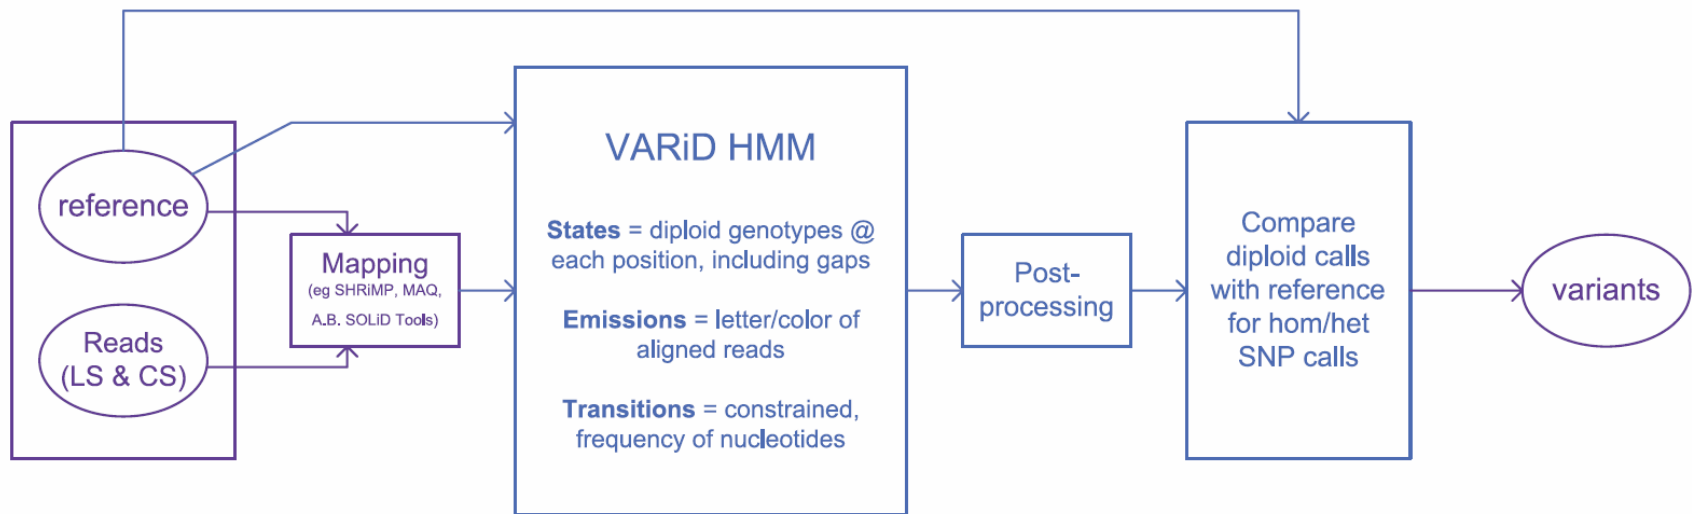 reference
Reads
(LS & CS)
Mapping
(eg SHRiMP, MAQ,
A.B. SOLiD Tools)
VARiD HMM
States = diploid genotypes @
each position, including gaps
Emissions = letter/color of
aligned reads
Transitions = constrained,
frequency of nucleotides
Post-
processing
Compare
diploid calls
with reference
for hom/het
SNP calls
variants